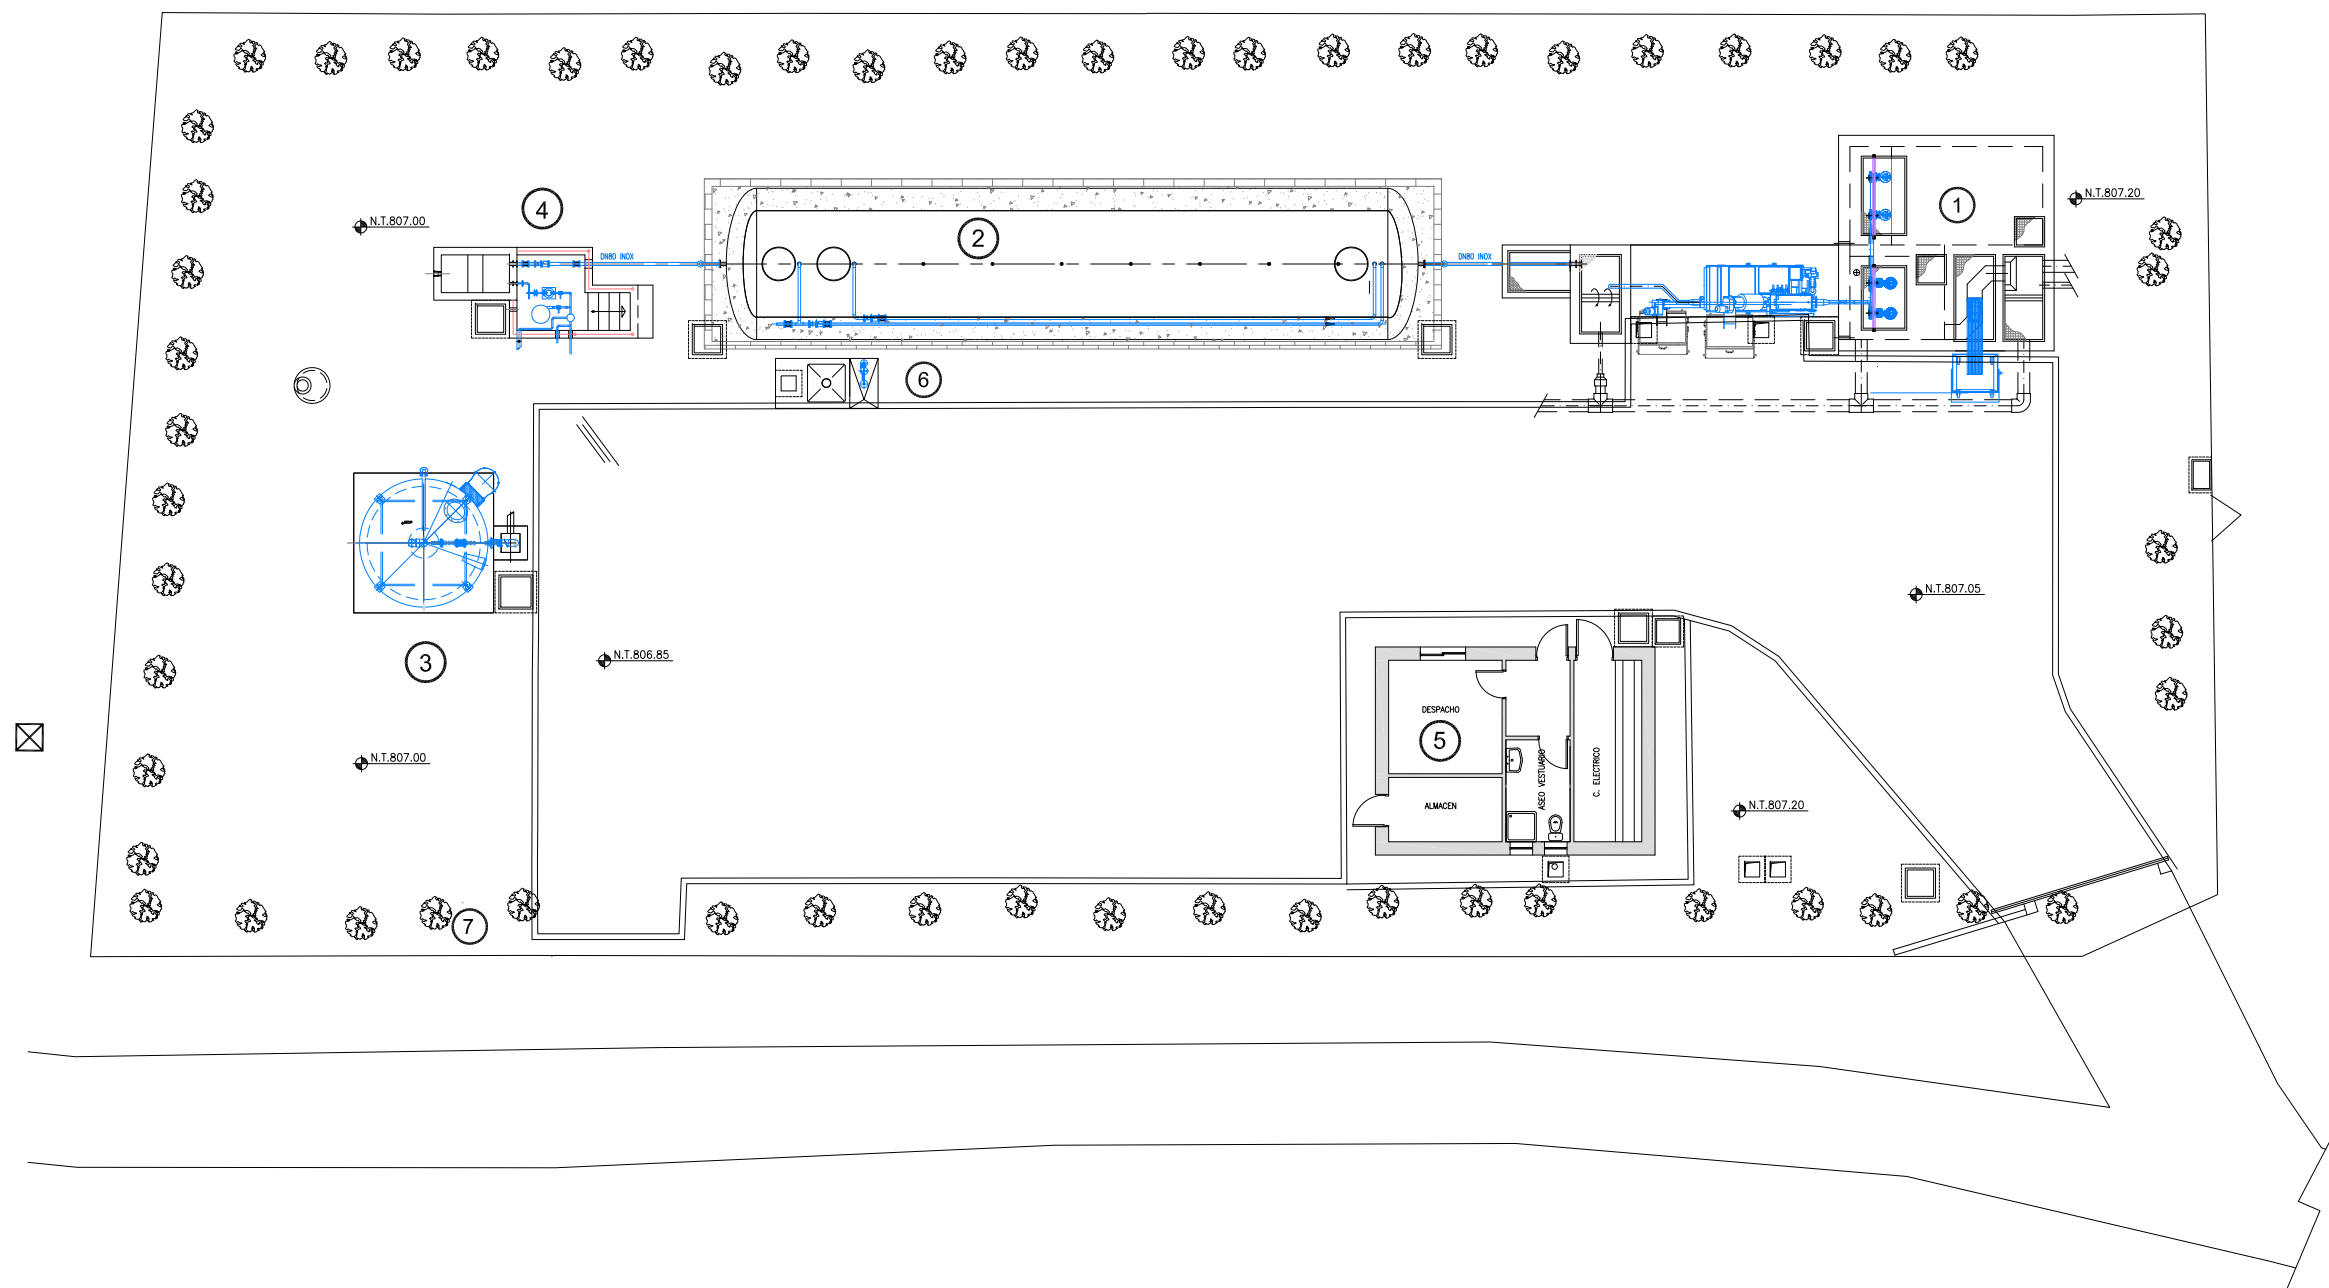 N.T.807.20
1
4
N.T.807.00
2
DN80 INOX
DN80 INOX
6
N.T.807.05
3
N.T.806.85
DESPACHO
5
N.T.807.00
ASEO VESTUARIO
C. ELECTRICO
ALMACEN
N.T.807.20
7